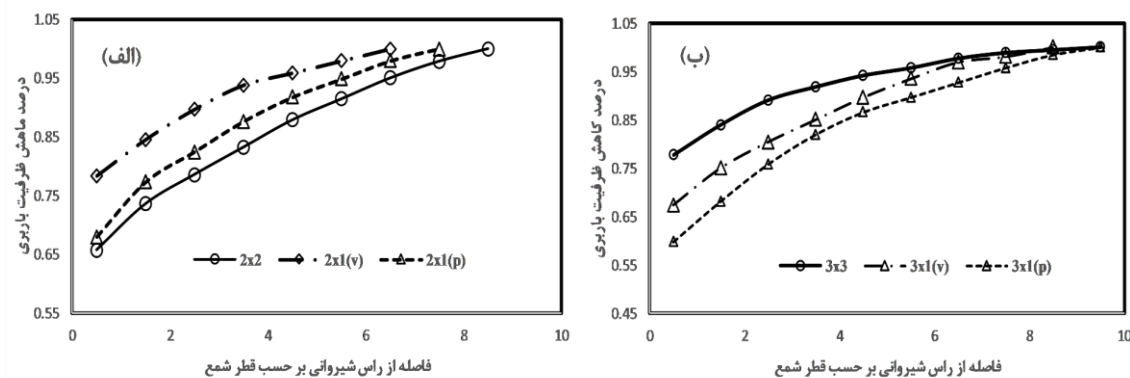 (الف)
درصد ماهش ظرفیت باربری
1.05
0.95
0.85
0.75
0.65
0.55
0 2 4 6 8 10
2x2 2x1(v) 2x1(p)
فاصله از راس شیروانی بر حسب قطر شمع
(ب)
درصد کاهش ظرفیت باربری
1.05
0.95
0.85
0.75
0.65
0.55
0.45
0 2 4 6 8 10
3x3 3x1(v) 3x1(p)
فاصله از راس شیروانی بر حسب قطر شمع